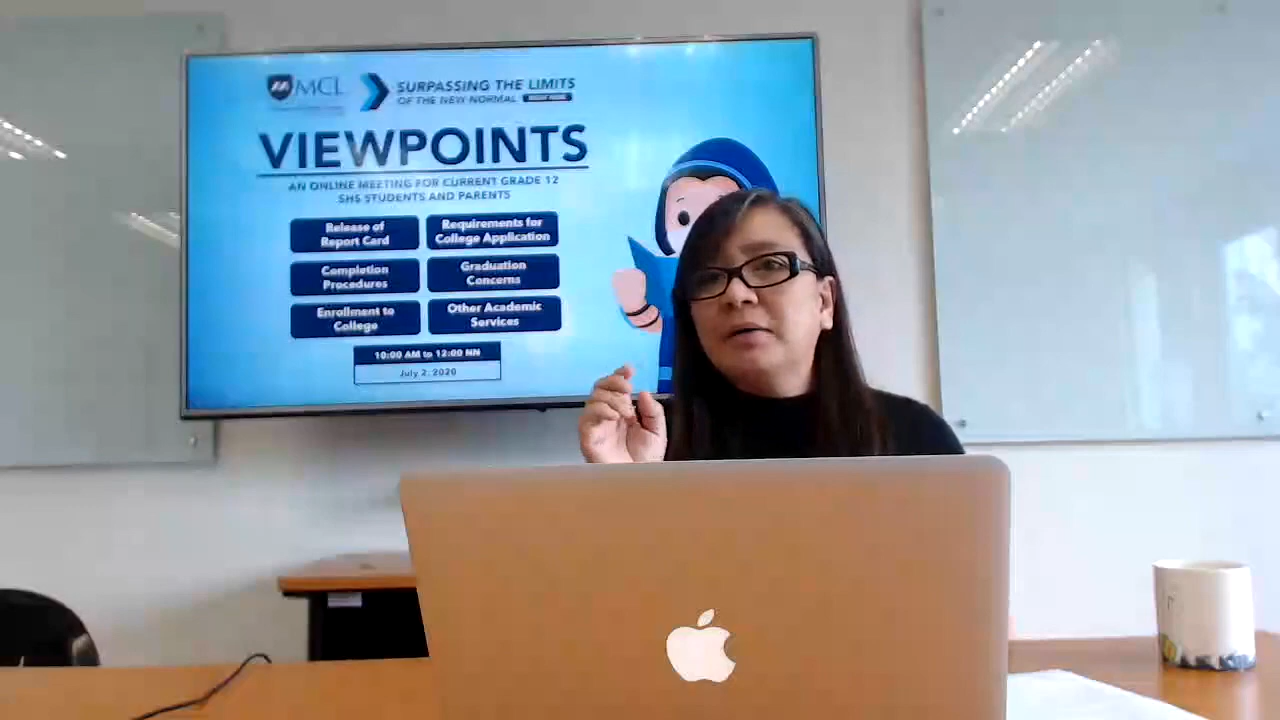 MCL
SURPASSING THE LIMITS
OF THE NEW NORMAL
VIEWPOINTS
AN ONLINE MEETING FOR CURRENT GRADE 12
SHS STUDENTS AND PARENTS
Release of
Report Card
Requirements for
College Application
Completion
Procedures
Graduation
Concerns
Enrollment to
College
Other Academic
Services
10:00 AM to 12:00 NN
July 2, 2020